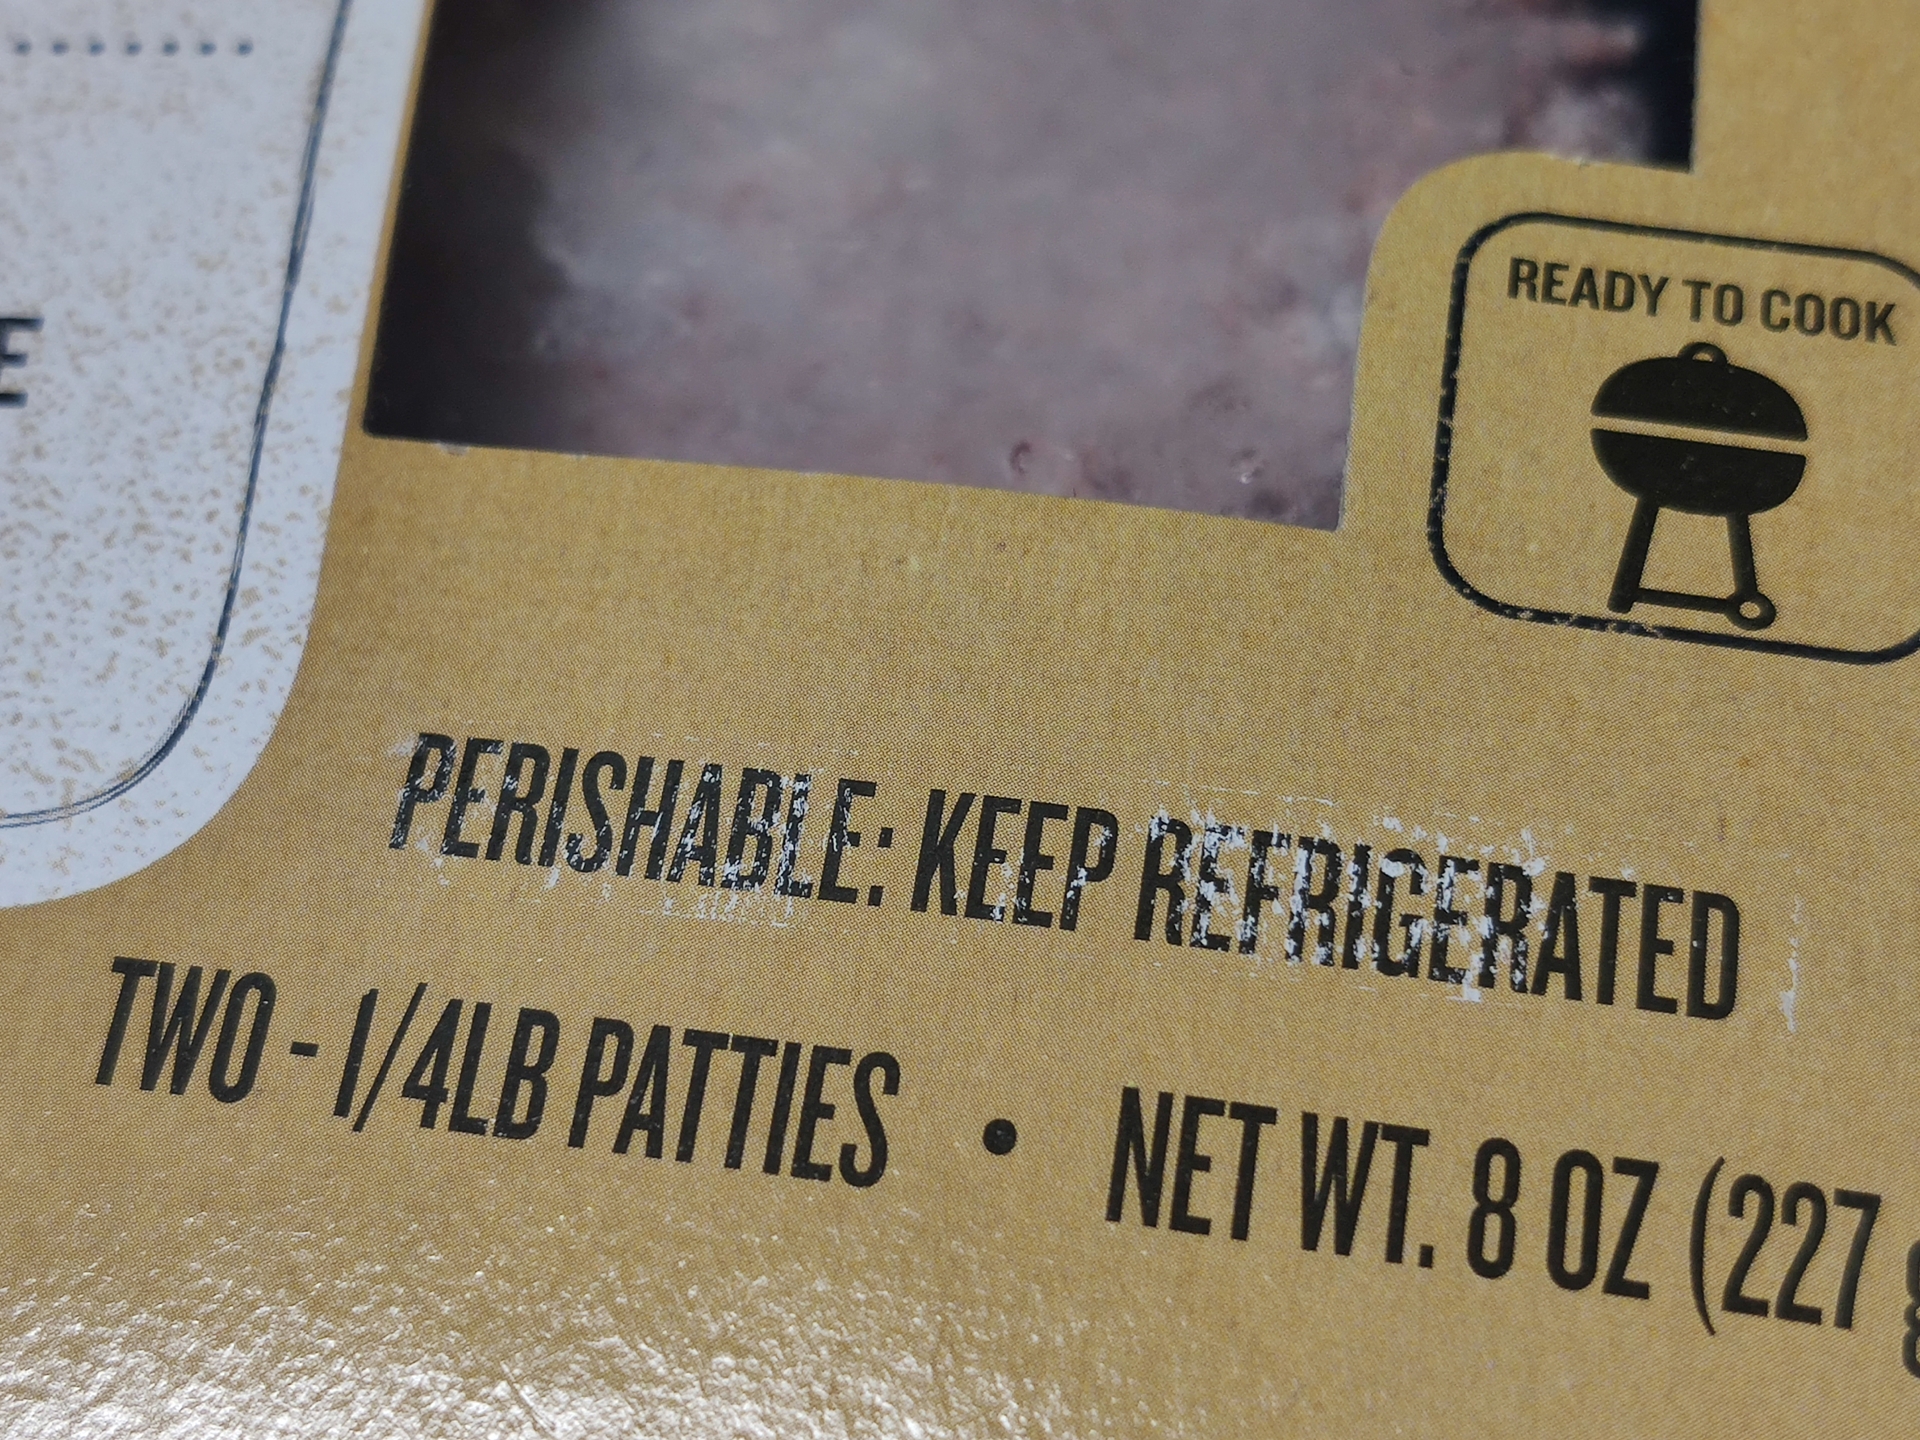 READY TO COOK
PERISHABLE: KEEP REFRIGERATED
TWO - 1/4LB PATTIES • NET WT. 8 OZ (227 g